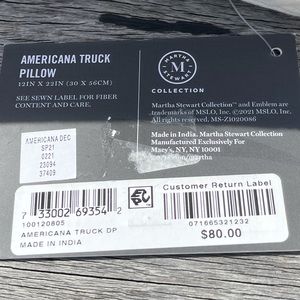 AMERICANA TRUCK
PILLOW
12IN X 22IN (30 X 56CM)
SEE SEWN LABEL FOR FIBER
CONTENT AND CARE.
MARTHA
M
STEWART
COLLECTION
Martha Stewart Collection™ and Emblem are
trademarks of MSLO, Inc. ©2021 MSLO, Inc.
All rights reserved. MS-Z1020086
Made in India. Martha Stewart Collection
Manufactured Exclusively For
Macy's, NY, NY 10001
AMERICANA DEC
SP21
0221
25094
37409
7 33002 69354 2
100120805
AMERICANA TRUCK DP
MADE IN INDIA
Customer Return Label
071665321232
$80.00